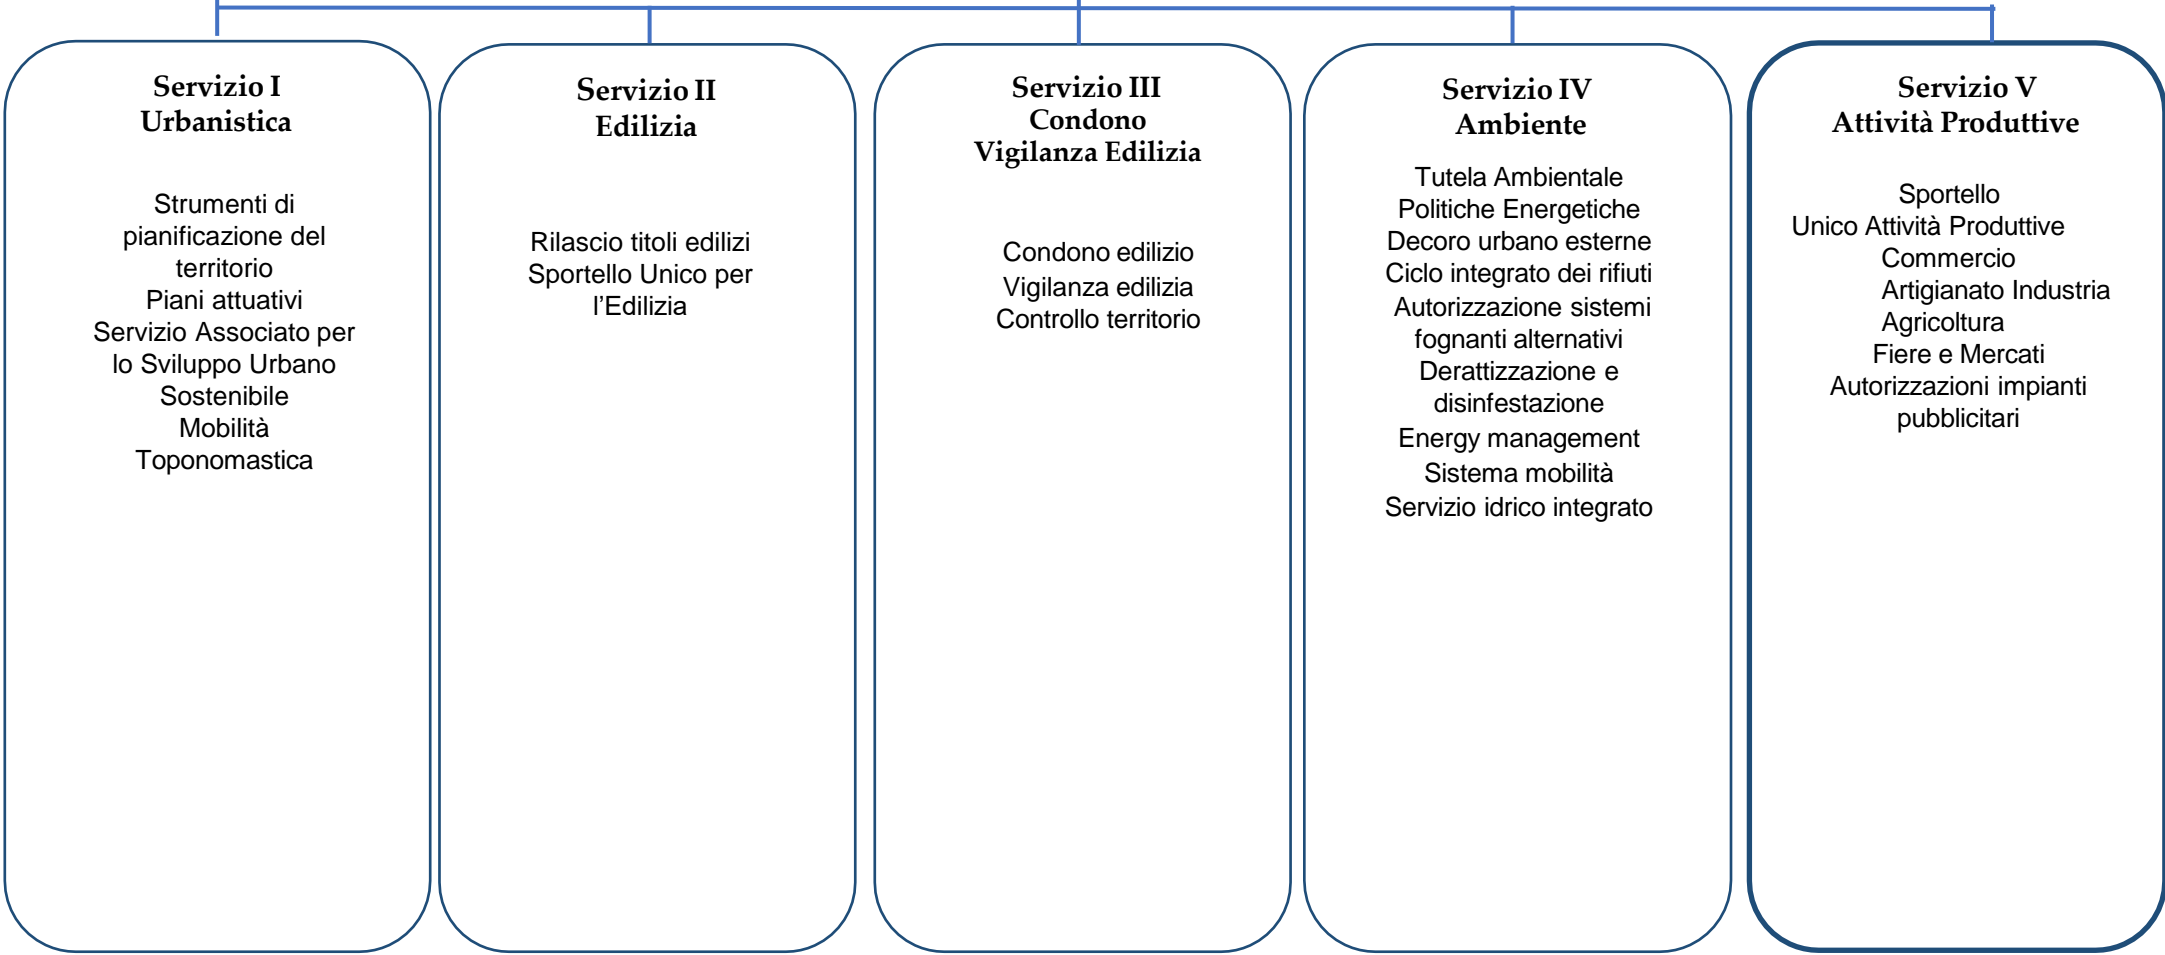 Servizio I
Urbanistica
Strumenti di
pianificazione del
territorio
Piani attuativi
Servizio Associato per
lo Sviluppo Urbano
Sostenibile
Mobilità
Toponomastica
Servizio II
Edilizia
Rilascio titoli edilizi
Sportello Unico per
l’Edilizia
Servizio III
Condono
Vigilanza Edilizia
Condono edilizio
Vigilanza edilizia
Controllo territorio
Servizio IV
Ambiente
Tutela Ambientale
Politiche Energetiche
Decoro urbano esterne
Ciclo integrato dei rifiuti
Autorizzazione sistemi
fognanti alternativi
Derattizzazione e
disinfestazione
Energy management
Sistema mobilità
Servizio idrico integrato
Servizio V
Attività Produttive
Sportello
Unico Attività Produttive
Commercio
Artigianato Industria
Agricoltura
Fiere e Mercati
Autorizzazioni impianti
pubblicitari